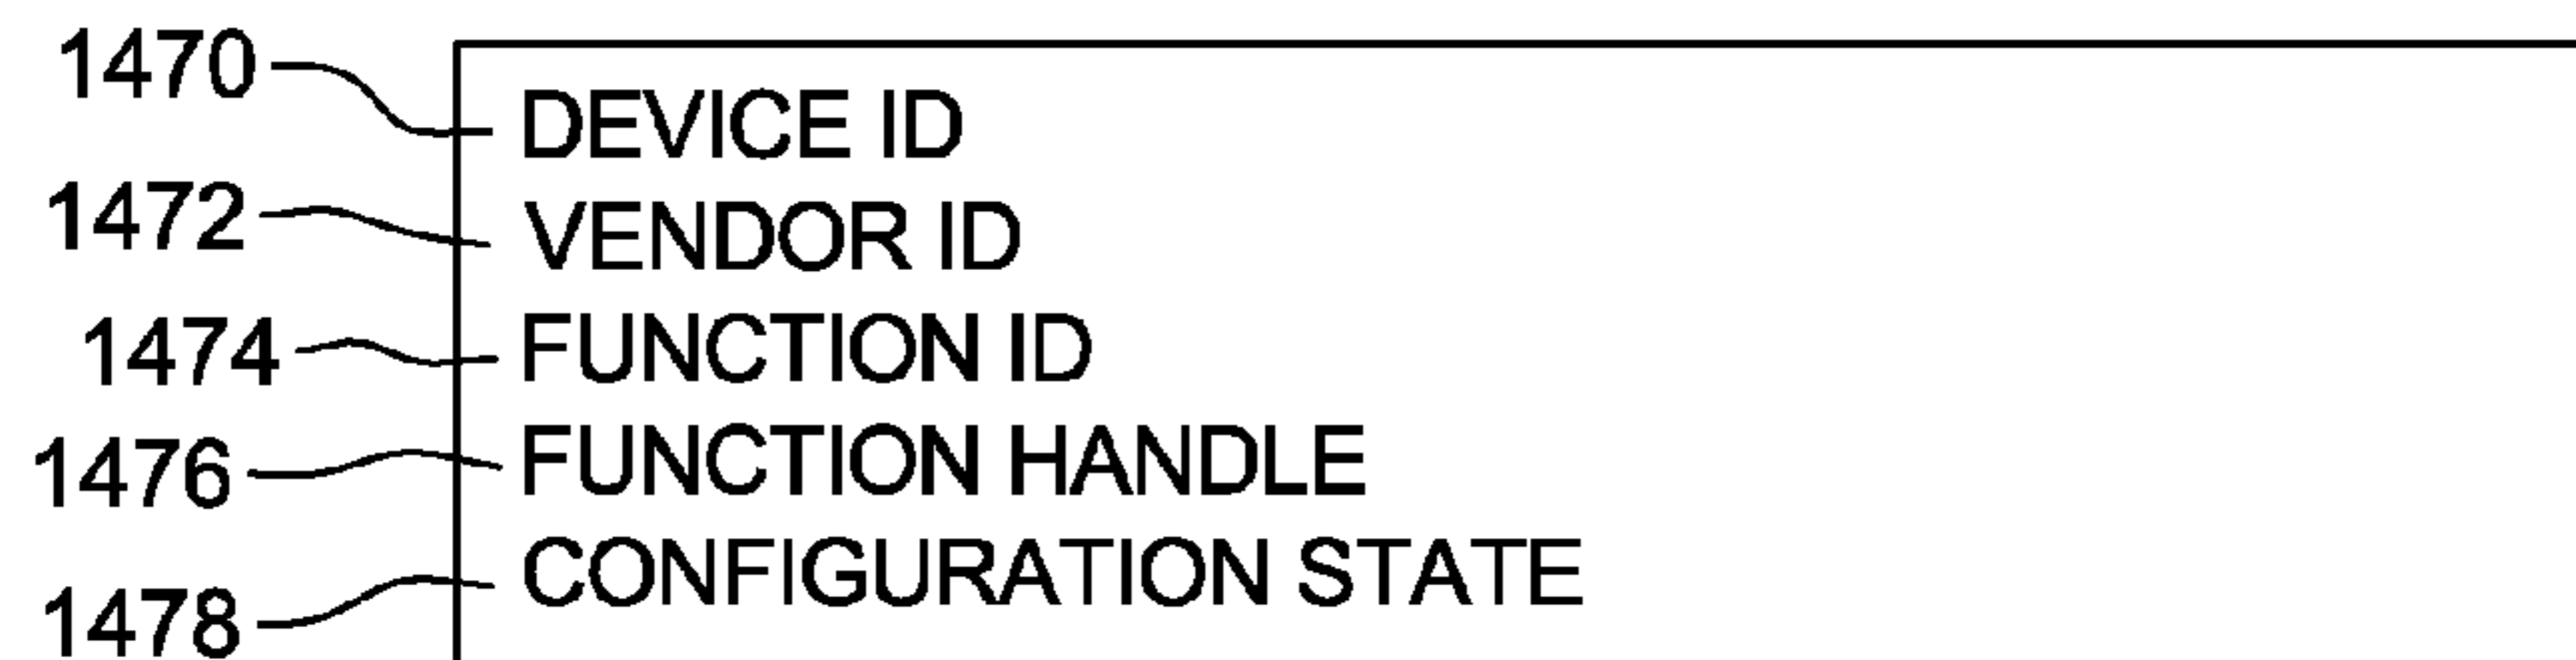 1470 DEVICE ID
1472 VENDOR ID
1474 FUNCTION ID
1476 FUNCTION HANDLE
1478 CONFIGURATION STATE